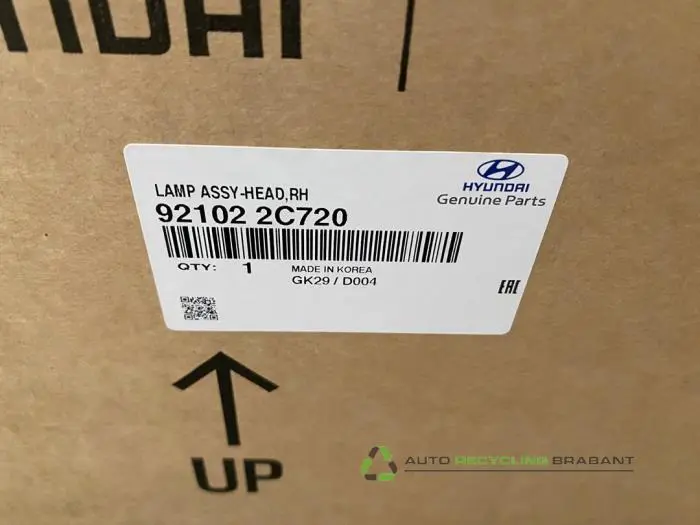 HYUNDAI
LAMP ASSY-HEAD,RH
92102 2C720
QTY: 1
MADE IN KOREA
GK29 / D004
HYUNDAI
Genuine Parts
EAC
UP
AUTO RECYCLING BRABANT